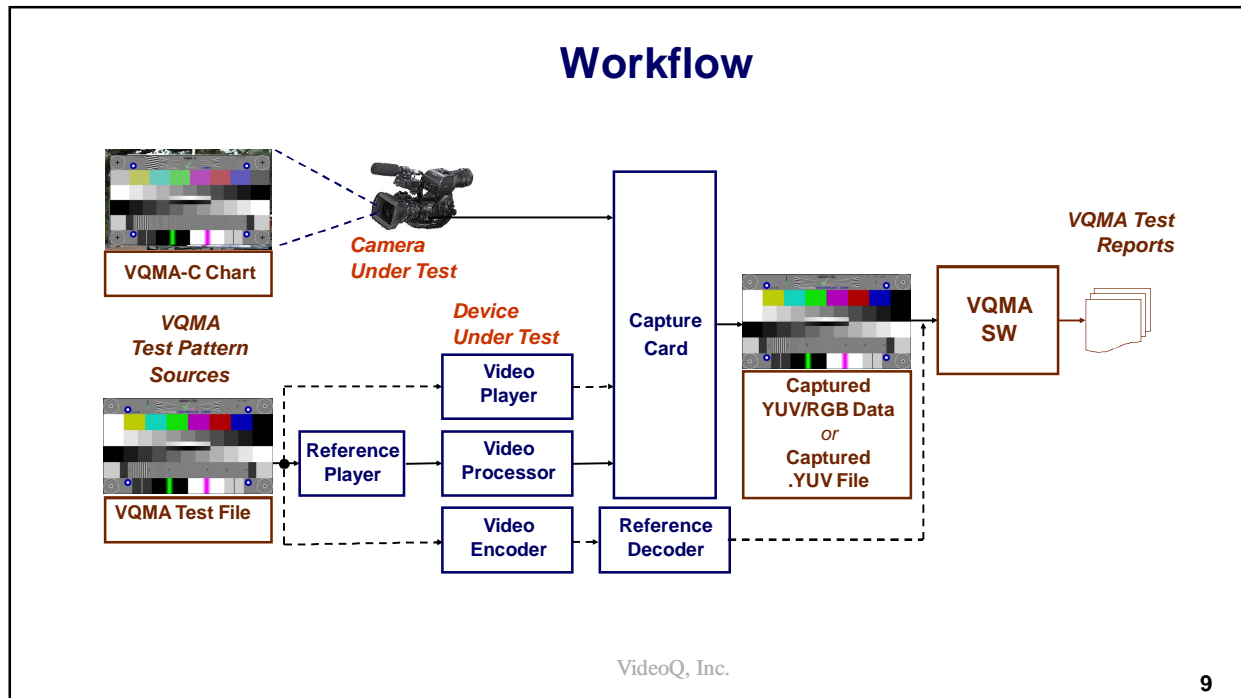 Workflow
VQMA-C Chart
Camera
Under Test
VQMA
Test Pattern
Sources
VQMA Test File
Reference
Player
Device
Under Test
Video
Player
Video
Processor
Video
Encoder
Reference
Decoder
Capture
Card
Captured
YUV/RGB Data
or
Captured
.YUV File
VQMA
SW
VQMA Test
Reports
VideoQ, Inc.
9